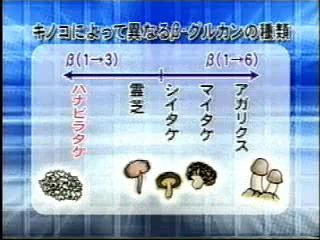 キノコによって異なるβ-グルカンの種類
β(1→3) β(1→6)
ハナビラタケ
霊芝
シイタケ
マイタケ
アガリクス